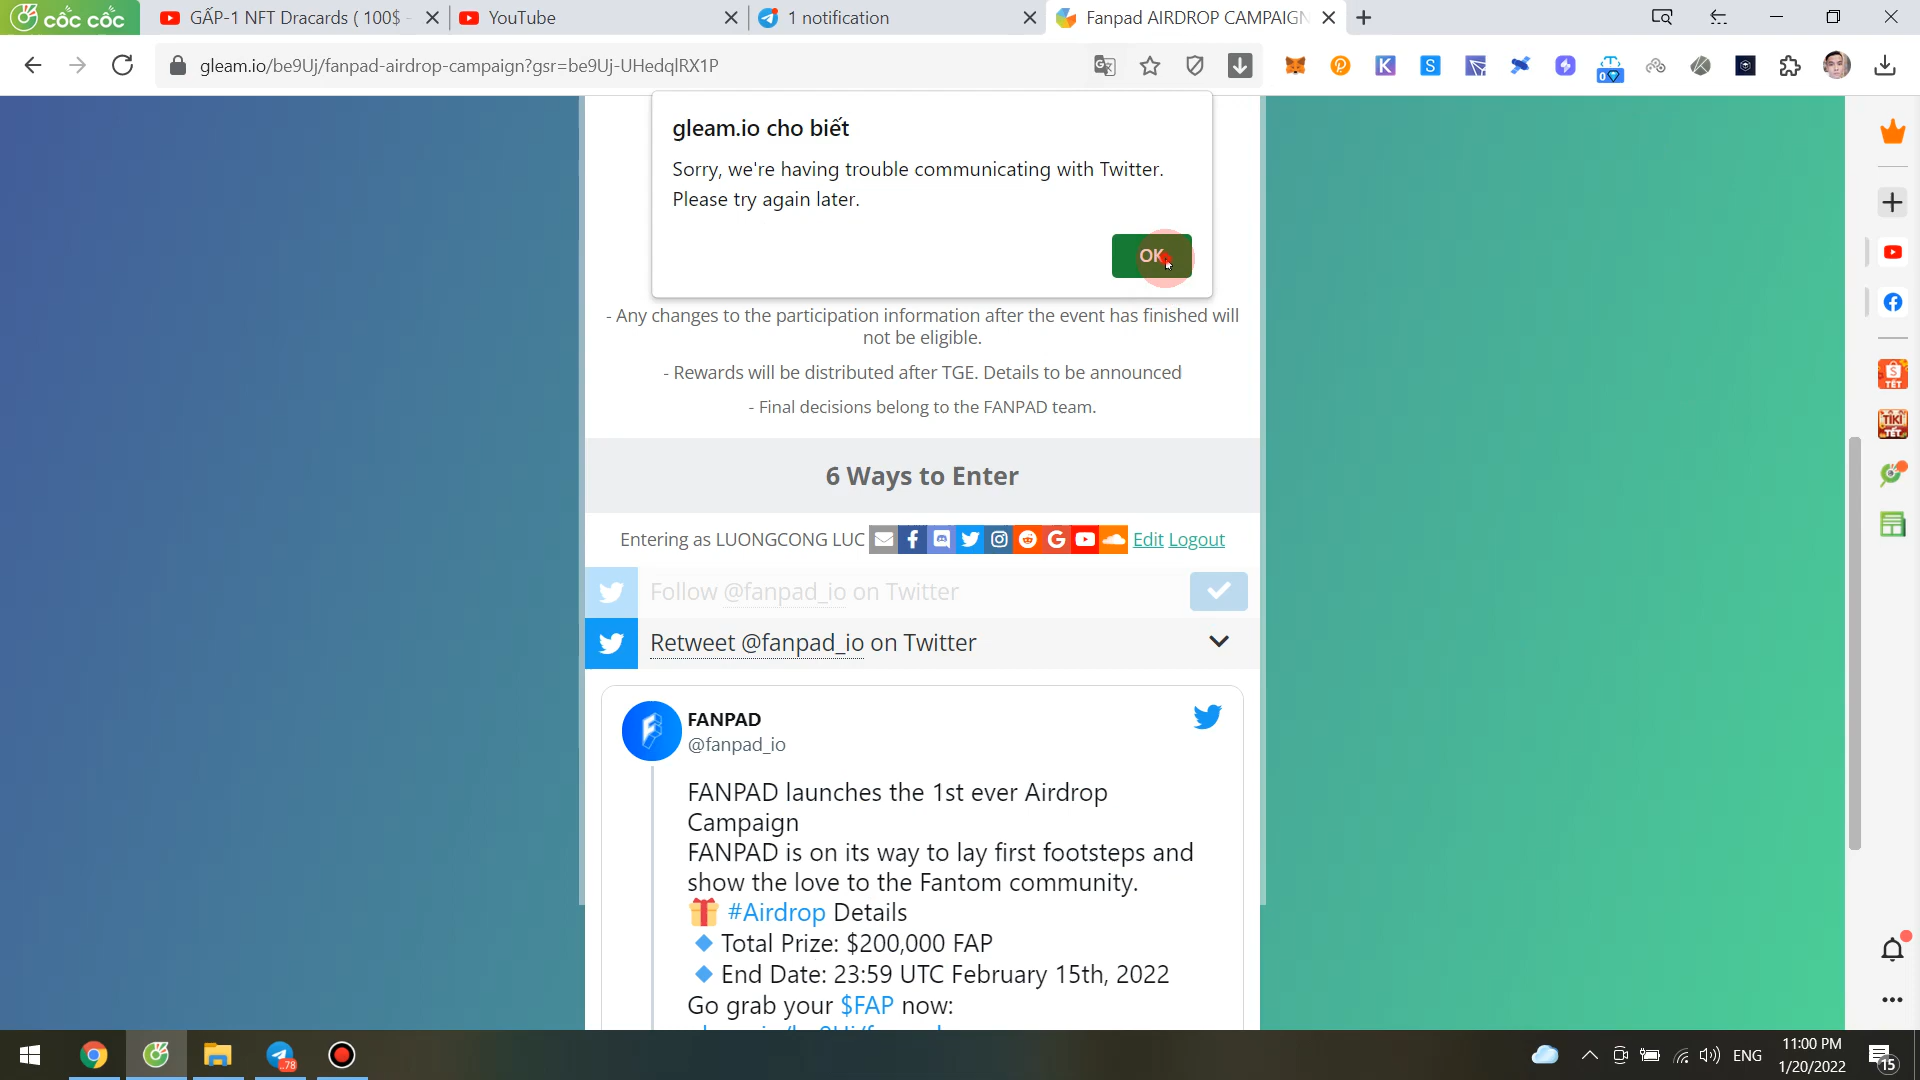 cốc cốc
GẤP-1 NFT Dracards ( 100$ -
YouTube
1 notification
Fanpad AIRDROP CAMPAIGN
gleam.io/be9Uj/fanpad-airdrop-campaign?gsr=be9Uj-UHedqlRX1P
gleam.io cho biết
Sorry, we're having trouble communicating with Twitter.
Please try again later.
OK
- Any changes to the participation information after the event has finished will
not be eligible.
- Rewards will be distributed after TGE. Details to be announced
- Final decisions belong to the FANPAD team.
6 Ways to Enter
Entering as LUONGCONG LUC Edit Logout
Follow @fanpad_io on Twitter
Retweet @fanpad_io on Twitter
FANPAD
@fanpad_io
FANPAD launches the 1st ever Airdrop
Campaign
FANPAD is on its way to lay first footsteps and
show the love to the Fantom community.
🎁 #Airdrop Details
🔹 Total Prize: $200,000 FAP
🔹 End Date: 23:59 UTC February 15th, 2022
Go grab your $FAP now:
TẾT
TIKI
TẾT
78
ENG
11:00 PM
1/20/2022
15